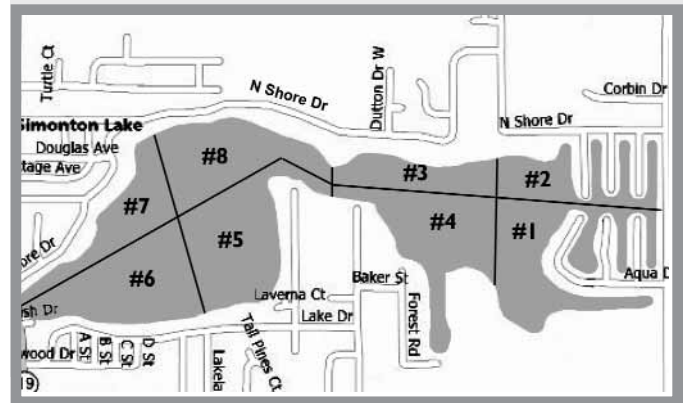 Turtle Ct
N Shore Dr
Dutton Dr W
Corbin Dr
N Shore Dr
Simonton Lake
Douglas Ave
tage Ave
#8
#3
#2
#7
#5
#4
#1
#6
ore Dr
Aqua D
Baker St
Laverna Ct
Forest Rd
sh Dr
Lake Dr
wood Dr
A St
B St
C St
D St
Lakela
Tall Pines Ct
19